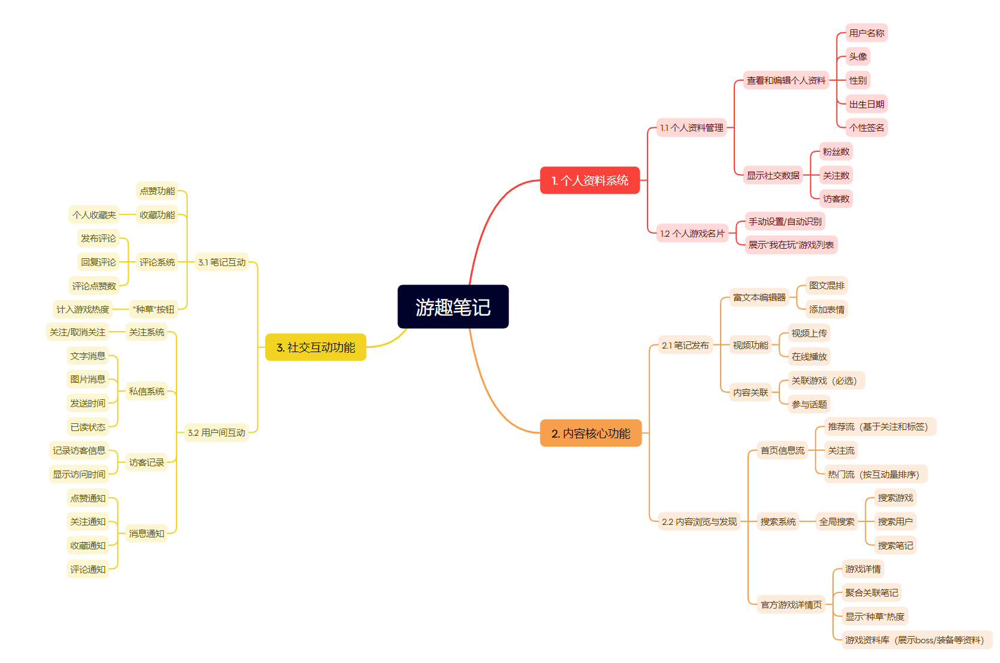 游趣笔记
1. 个人资料系统
1.1 个人资料管理
查看和编辑个人资料
用户名称
头像
性别
出生日期
个性签名
显示社交数据
粉丝数
关注数
访客数
1.2 个人游戏名片
手动设置/自动识别
展示"我在玩"游戏列表
2. 内容核心功能
2.1 笔记发布
富文本编辑器
图文混排
添加表情
视频功能
视频上传
在线播放
内容关联
关联游戏（必选）
参与话题
2.2 内容浏览与发现
首页信息流
推荐流（基于关注和标签）
关注流
热门流（按互动量排序）
搜索系统
全局搜索
搜索游戏
搜索用户
搜索笔记
官方游戏详情页
游戏详情
聚合关联笔记
显示"种草"热度
游戏资料库（展示boss/装备等资料）
3. 社交互动功能
3.1 笔记互动
点赞功能
收藏功能
个人收藏夹
评论系统
发布评论
回复评论
评论点赞数
"种草"按钮
计入游戏热度
3.2 用户间互动
关注系统
关注/取消关注
私信系统
文字消息
图片消息
发送时间
已读状态
访客记录
记录访客信息
显示访问时间
消息通知
点赞通知
关注通知
收藏通知
评论通知